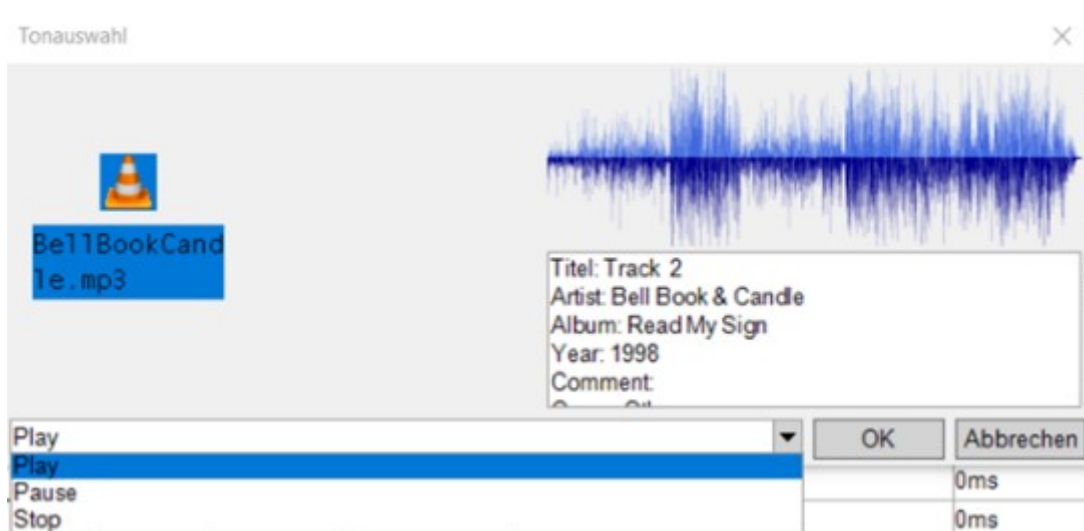 Tonauswahl
BellBookCand
le.mp3
Titel: Track 2
Artist: Bell Book & Candle
Album: Read My Sign
Year: 1998
Comment:
Play
OK
Abbrechen
Play
Pause
Stop
0ms
0ms